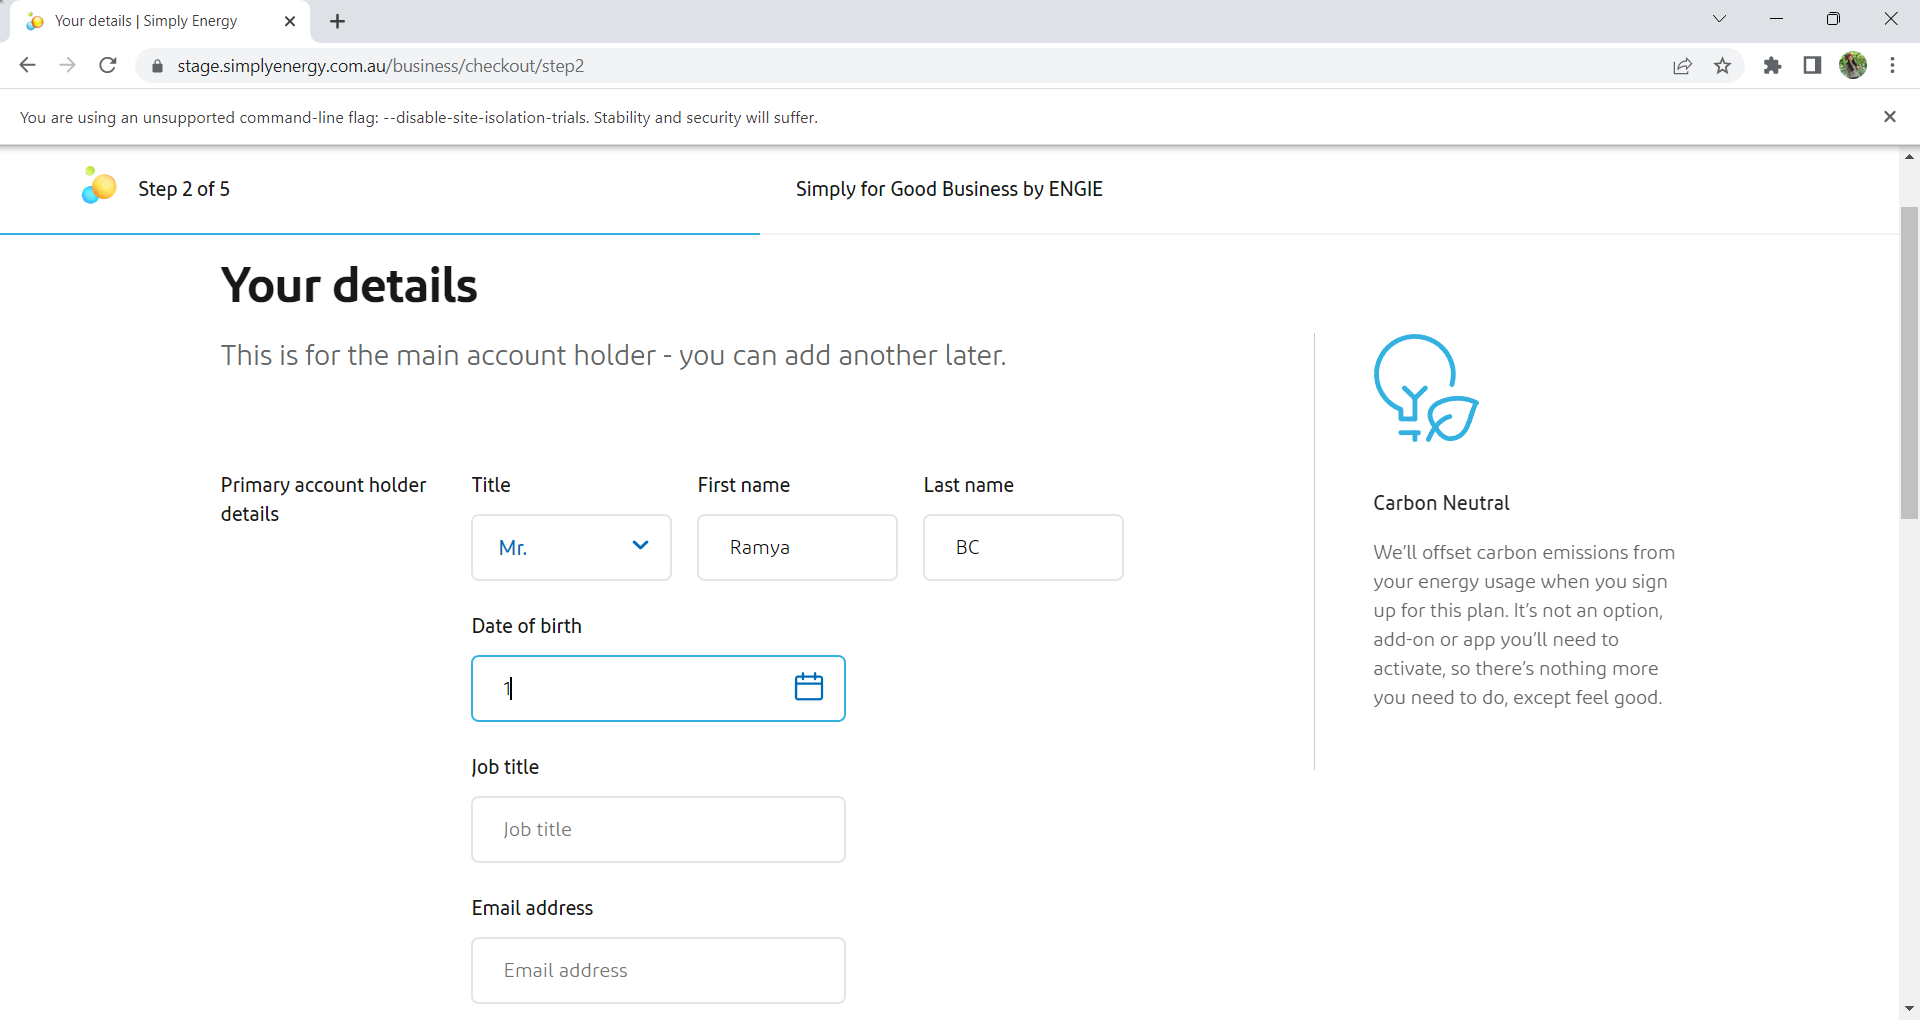 Your details | Simply Energy
stage.simplyenergy.com.au/business/checkout/step2
You are using an unsupported command-line flag: --disable-site-isolation-trials. Stability and security will suffer.
Step 2 of 5
Simply for Good Business by ENGIE
Your details
This is for the main account holder - you can add another later.
Primary account holder
details
Title
First name
Last name
Mr.
Ramya
BC
Date of birth
1
Job title
Job title
Email address
Email address
Carbon Neutral
We'll offset carbon emissions from
your energy usage when you sign
up for this plan. It's not an option,
add-on or app you'll need to
activate, so there's nothing more
you need to do, except feel good.